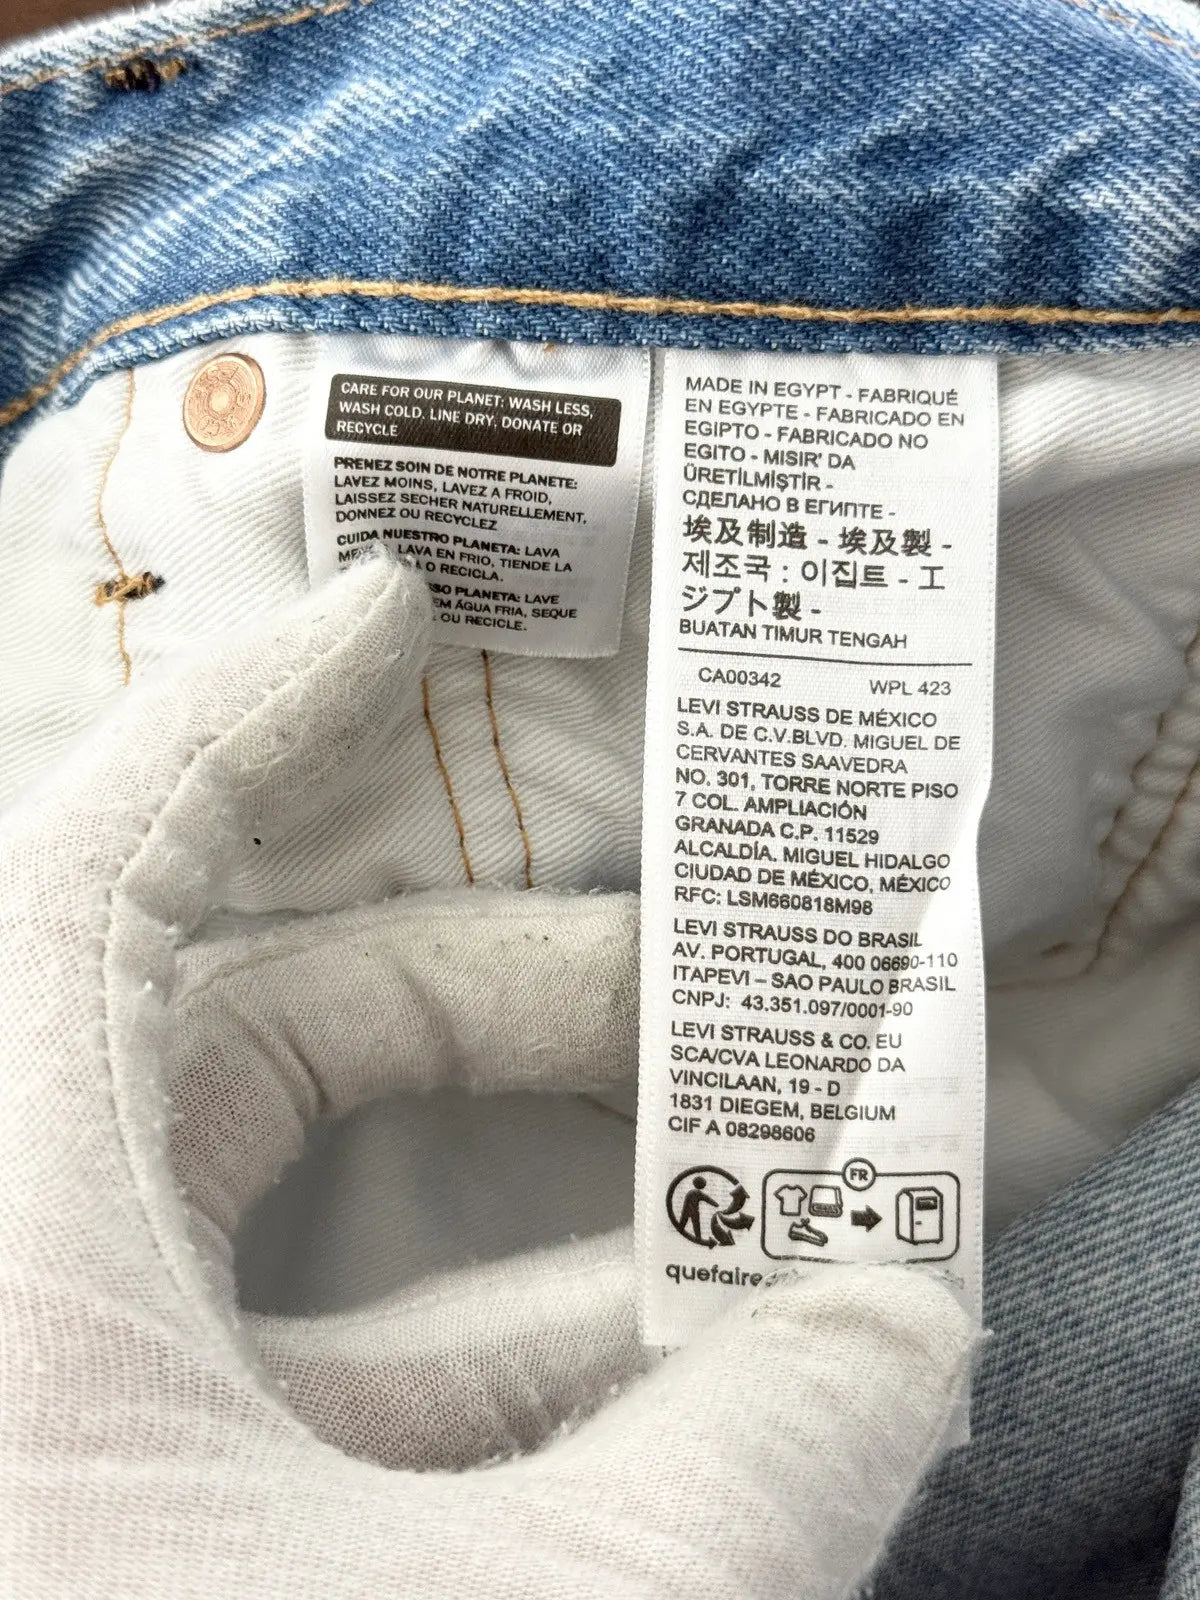 CARE FOR OUR PLANET: WASH LESS,
WASH COLD, LINE DRY, DONATE OR
RECYCLE
PRENEZ SOIN DE NOTRE PLANETE:
LAVEZ MOINS, LAVEZ A FROID,
LAISSEZ SECHER NATURELLEMENT,
DONNEZ OU RECYCLEZ
CUIDA NUESTRO PLANETA: LAVA
LAVA EN FRIO, TIENDE LA
O RECICLA.
PLANETA: LAVE
EM ÁGUA FRIA, SEQUE
OU RECICLE.
MADE IN EGYPT - FABRIQUÉ
EN EGYPTE - FABRICADO EN
EGIPTO - FABRICADO NO
EGITO - MISIR' DA
ÜRETİLMİŞTİR -
СДЕЛАНО В ЕГИПТЕ -
埃及制造 - 埃及製 -
제조국 : 이집트 - エ
ジプト製 -
BUATAN TIMUR TENGAH
CA00342 WPL 423
LEVI STRAUSS DE MÉXICO
S.A. DE C.V.BLVD. MIGUEL DE
CERVANTES SAAVEDRA
NO. 301, TORRE NORTE PISO
7 COL. AMPLIACIÓN
GRANADA C.P. 11529
ALCALDÍA. MIGUEL HIDALGO
CIUDAD DE MÉXICO, MÉXICO
RFC: LSM660818M98
LEVI STRAUSS DO BRASIL
AV. PORTUGAL, 400 06690-110
ITAPEVI – SAO PAULO BRASIL
CNPJ: 43.351.097/0001-90
LEVI STRAUSS & CO. EU
SCA/CVA LEONARDO DA
VINCILAAN, 19 - D
1831 DIEGEM, BELGIUM
CIF A 08298606
FR
quefaire